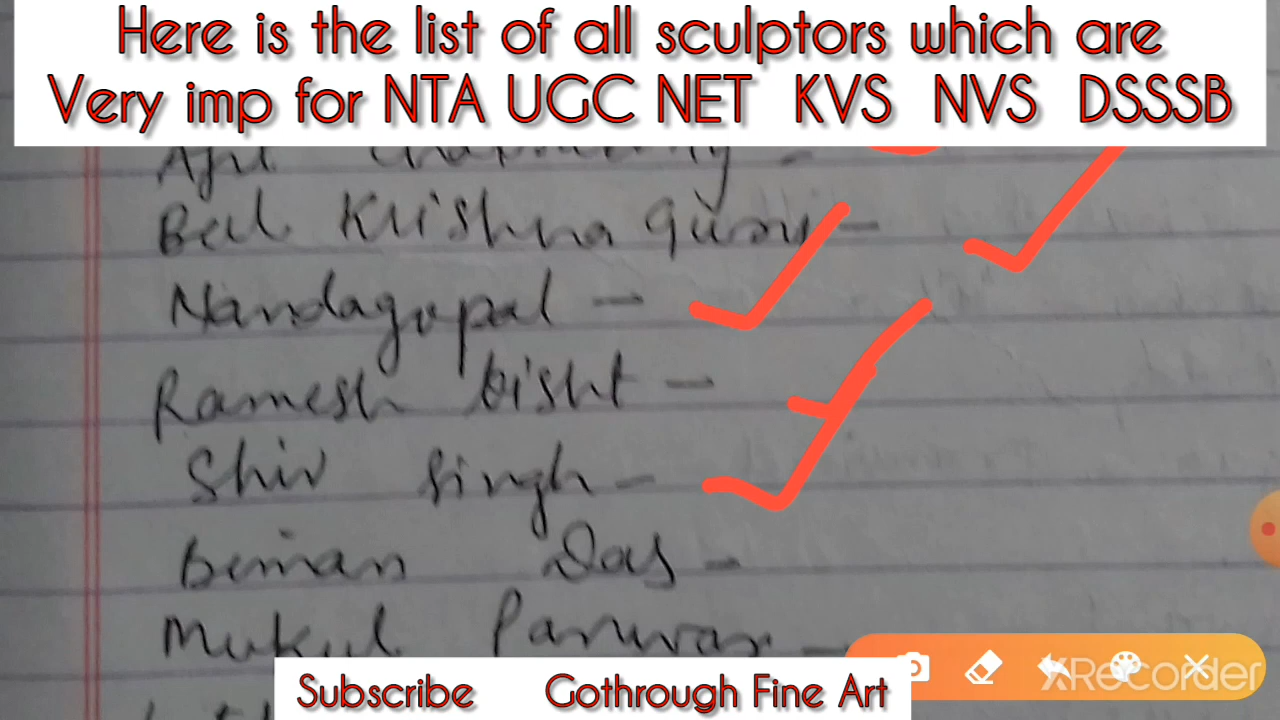 Here is the list of all sculptors which are
Very imp for NTA UGC NET KVS NVS DSSSB
Bal Krishna Guru -
Nandagopal -
Ramesh bisht -
Shiv Singh -
Biman Das -
Mukul Panwar -
Subscribe Gothrough Fine Art
XRecorder